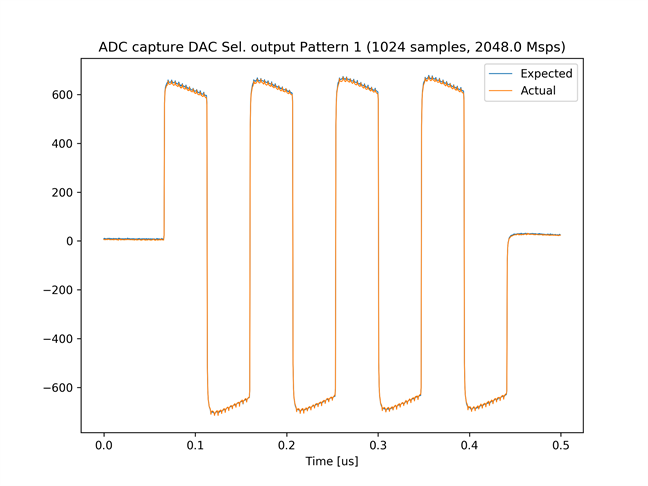 ADC capture DAC Sel. output Pattern 1 (1024 samples, 2048.0 Msps)
Expected
Actual
600
400
200
0
−200
−400
−600
0.0 0.1 0.2 0.3 0.4 0.5
Time [us]